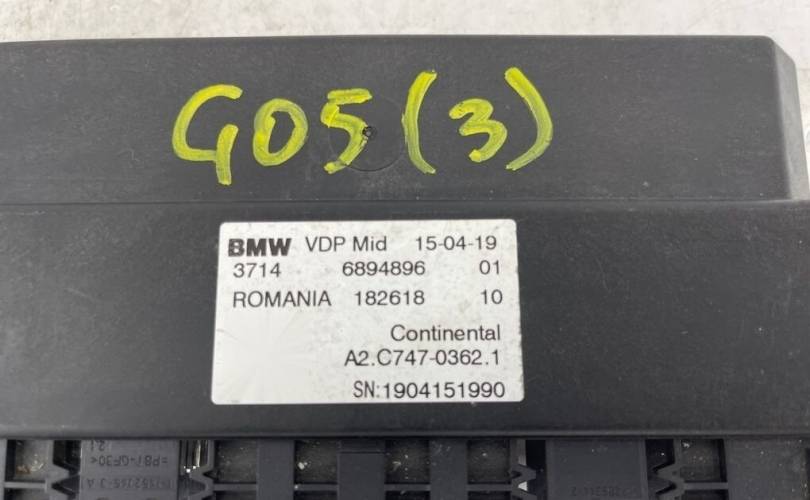 G05(3)
BMW VDP Mid 15-04-19
3714 6894896 01
ROMANIA 182618 10
Continental
A2.C747-0362.1
SN:1904151990